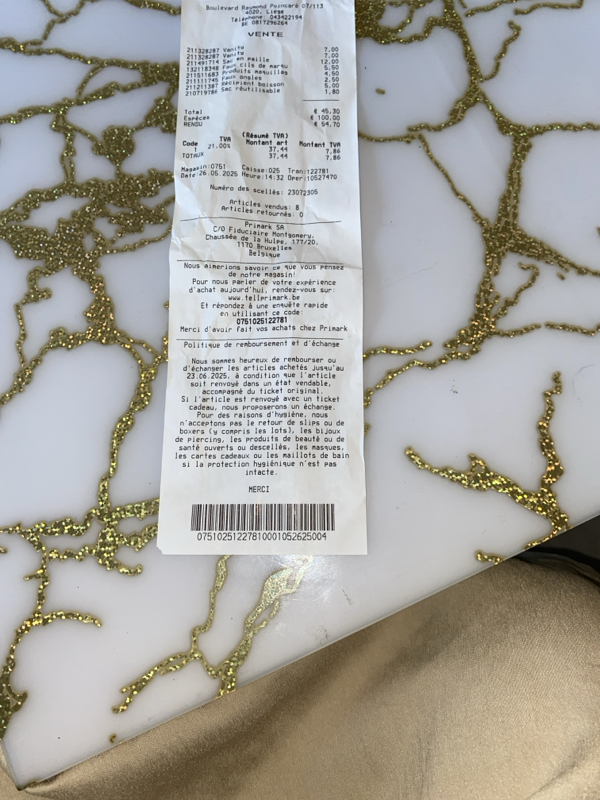 Boulevard Raymond Poincaré 07/113
4020, Liege
Téléphone: 043422194
BE 0817296264
VENTE
211328287 Vanité 7.00
211328287 Vanité 7.00
211491714 Sac en maille 12.00
13218348 Faux cils de martu 5.50
211511683 Produits maquillas 4.50
211111745 Faux ongles 2.50
211211387 récipient boisson 5.00
210719786 Sac réutilisable 1.80
Total € 45,30
Espèces € 100,00
RENDU € 54,70
(Résumé TVA)
Code TVA Montant art Montant TVA
1 21.00% 37,44 7,86
TOTAUX 37,44 7,86
Magasin:0751 Caisse:025 Tran:122781
Date:26.05.2025 Heure:14:32 Oper:10527470
Numéro des scellés: 23072305
Articles vendus: 8
Articles retournés: 0
Primark SA
C/O Fiduciaire Montgomery,
Chaussée de la Hulpe, 177/20,
1170 Bruxelles
Belgique
Nous aimerions savoir ce que vous pensez
de notre magasin!
Pour nous parler de votre expérience
d'achat aujourd'hui, rendez-vous sur:
www.tellprimark.be
Et répondez à une enquête rapide
en utilisant ce code:
0751025122781
Merci d'avoir fait vos achats chez Primark
Politique de remboursement et d'échange
Nous sommes heureux de rembourser ou
d'échanger les articles achetés jusqu'au
23.06.2025, à condition que l'article
soit renvoyé dans un état vendable,
accompagné du ticket original.
Si l'article est renvoyé avec un ticket
cadeau, nous proposerons un échange.
Pour des raisons d'hygiène, nous
n'acceptons pas le retour de slips ou de
boxers (y compris les lots), les bijoux
de piercing, les produits de beauté ou de
santé ouverts ou descellés, les masques,
les cartes cadeaux ou les maillots de bain
si la protection hygiénique n'est pas
intacte.
MERCI
07510251227810001052625004